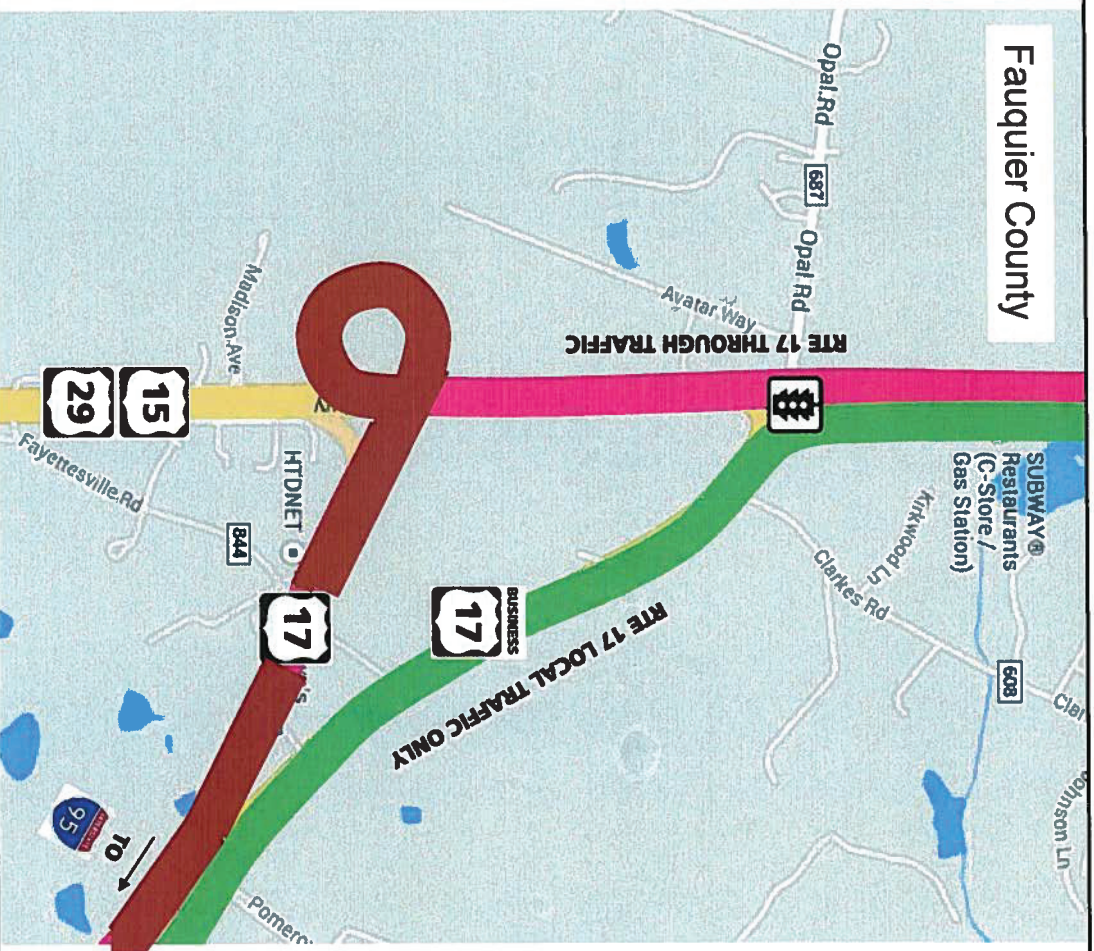 Fauquier County
Opal Rd
687
Opal Rd
Avatar Way
RTE 17 THROUGH TRAFFIC
SUBWAY®
Restaurants
(C-Store /
Gas Station)
Kirkwood Ln
Clarkes Rd
608
Johnson Ln
Madison Ave
15
29
Fayettesville Rd
HTDNET
844
17
BUSINESS
17
RTE 17 LOCAL TRAFFIC ONLY
INTERSTATE
95
TO